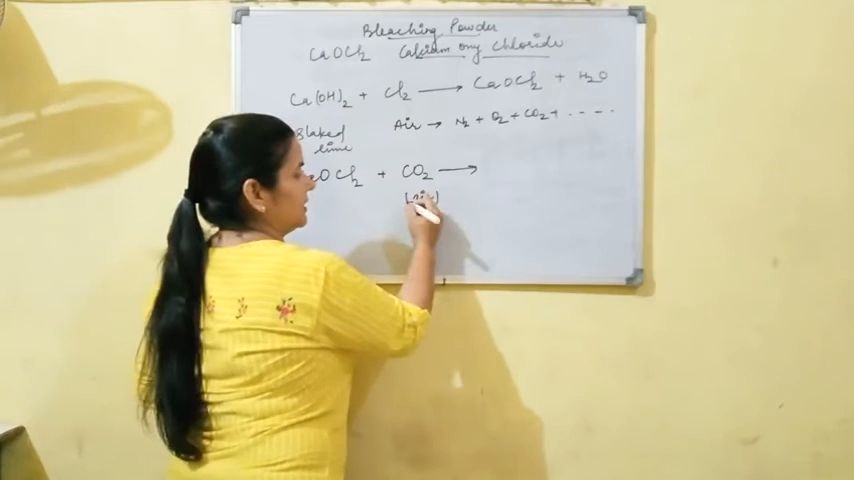 Bleaching Powder
CaOCl₂ Calcium oxy Chloride
Ca(OH)₂ + Cl₂ → CaOCl₂ + H₂O
Slaked Air → N₂ + O₂ + CO₂ + - - - -
lime
OCl₂ + CO₂ →
(air)